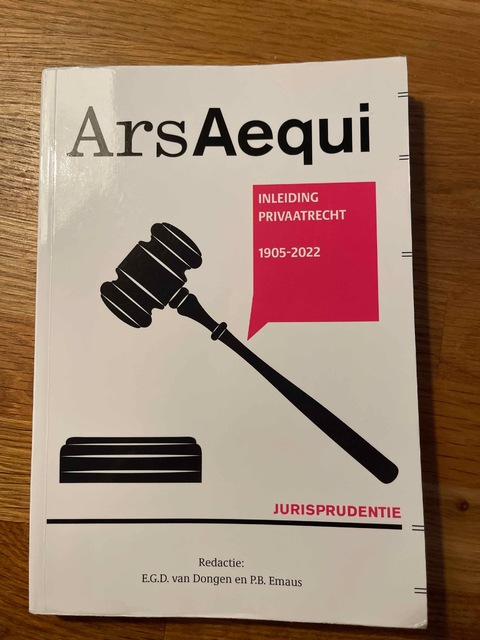 ArsAequi
INLEIDING
PRIVAATRECHT
1905-2022
JURISPRUDENTIE
Redactie:
E.G.D. van Dongen en P.B. Emaus